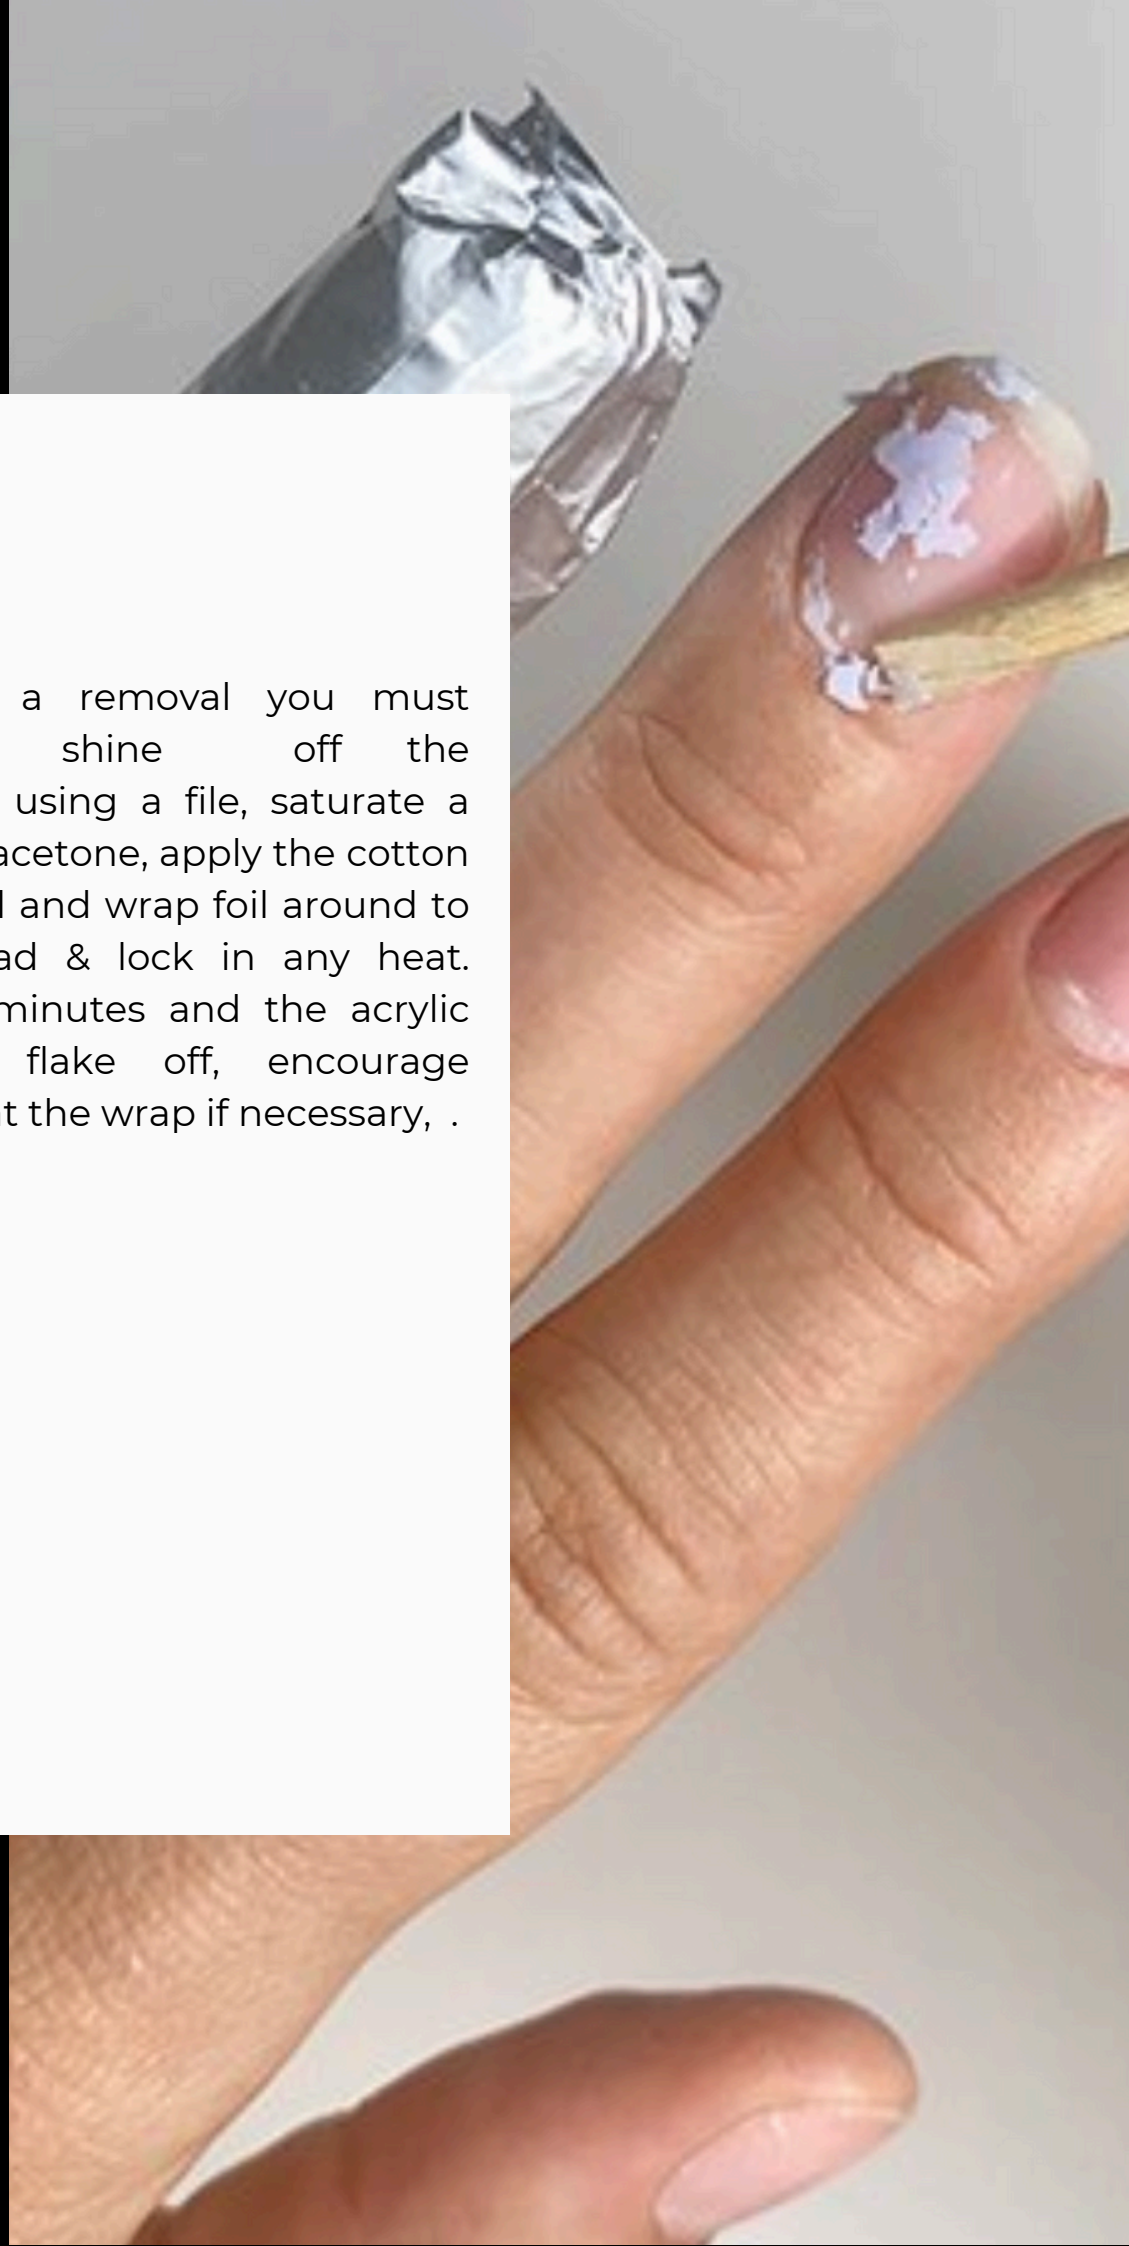 a removal you must
shine off the
using a file, saturate a
acetone, apply the cotton
and wrap foil around to
& lock in any heat.
minutes and the acrylic
flake off, encourage
the wrap if necessary, .